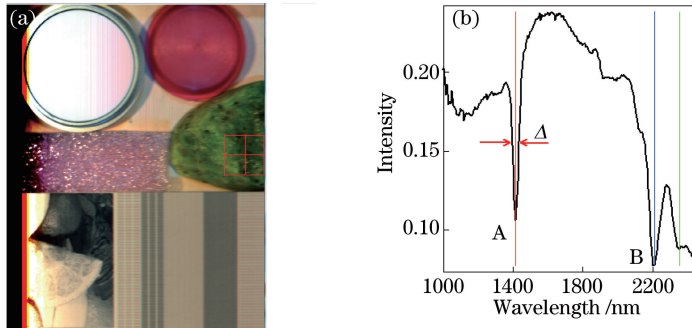 (a)
(b)
0.20
0.15
0.10
Intensity
Δ
A
B
1000 1400 1800 2200
Wavelength /nm